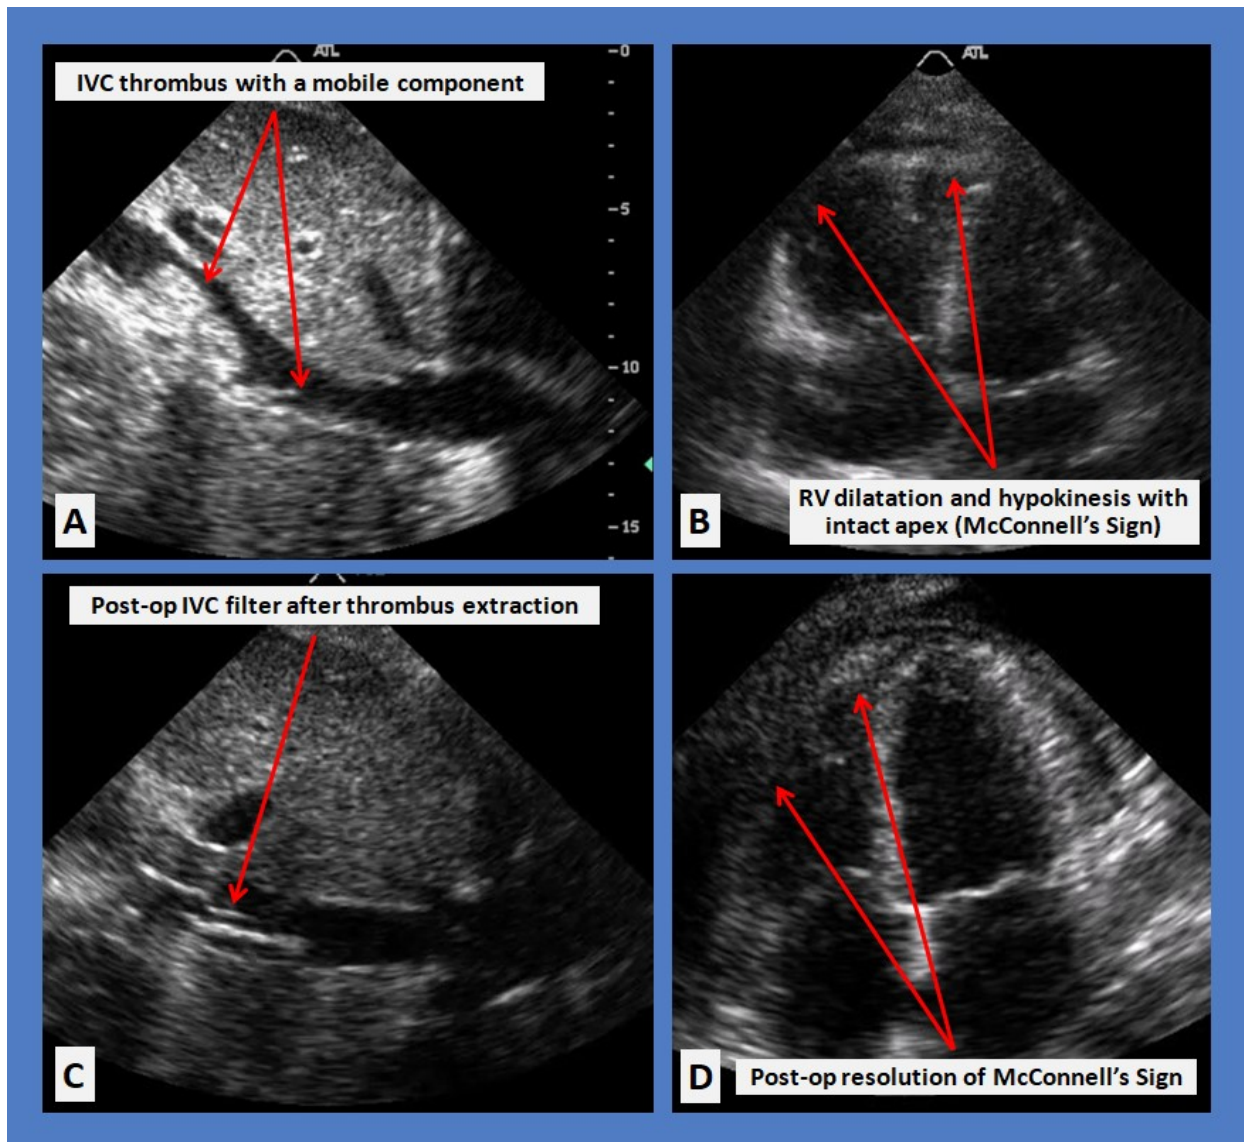 ATL
IVC thrombus with a mobile component
0
5
10
15
A
ATL
RV dilatation and hypokinesis with
intact apex (McConnell's Sign)
B
Post-op IVC filter after thrombus extraction
C
D
Post-op resolution of McConnell's Sign